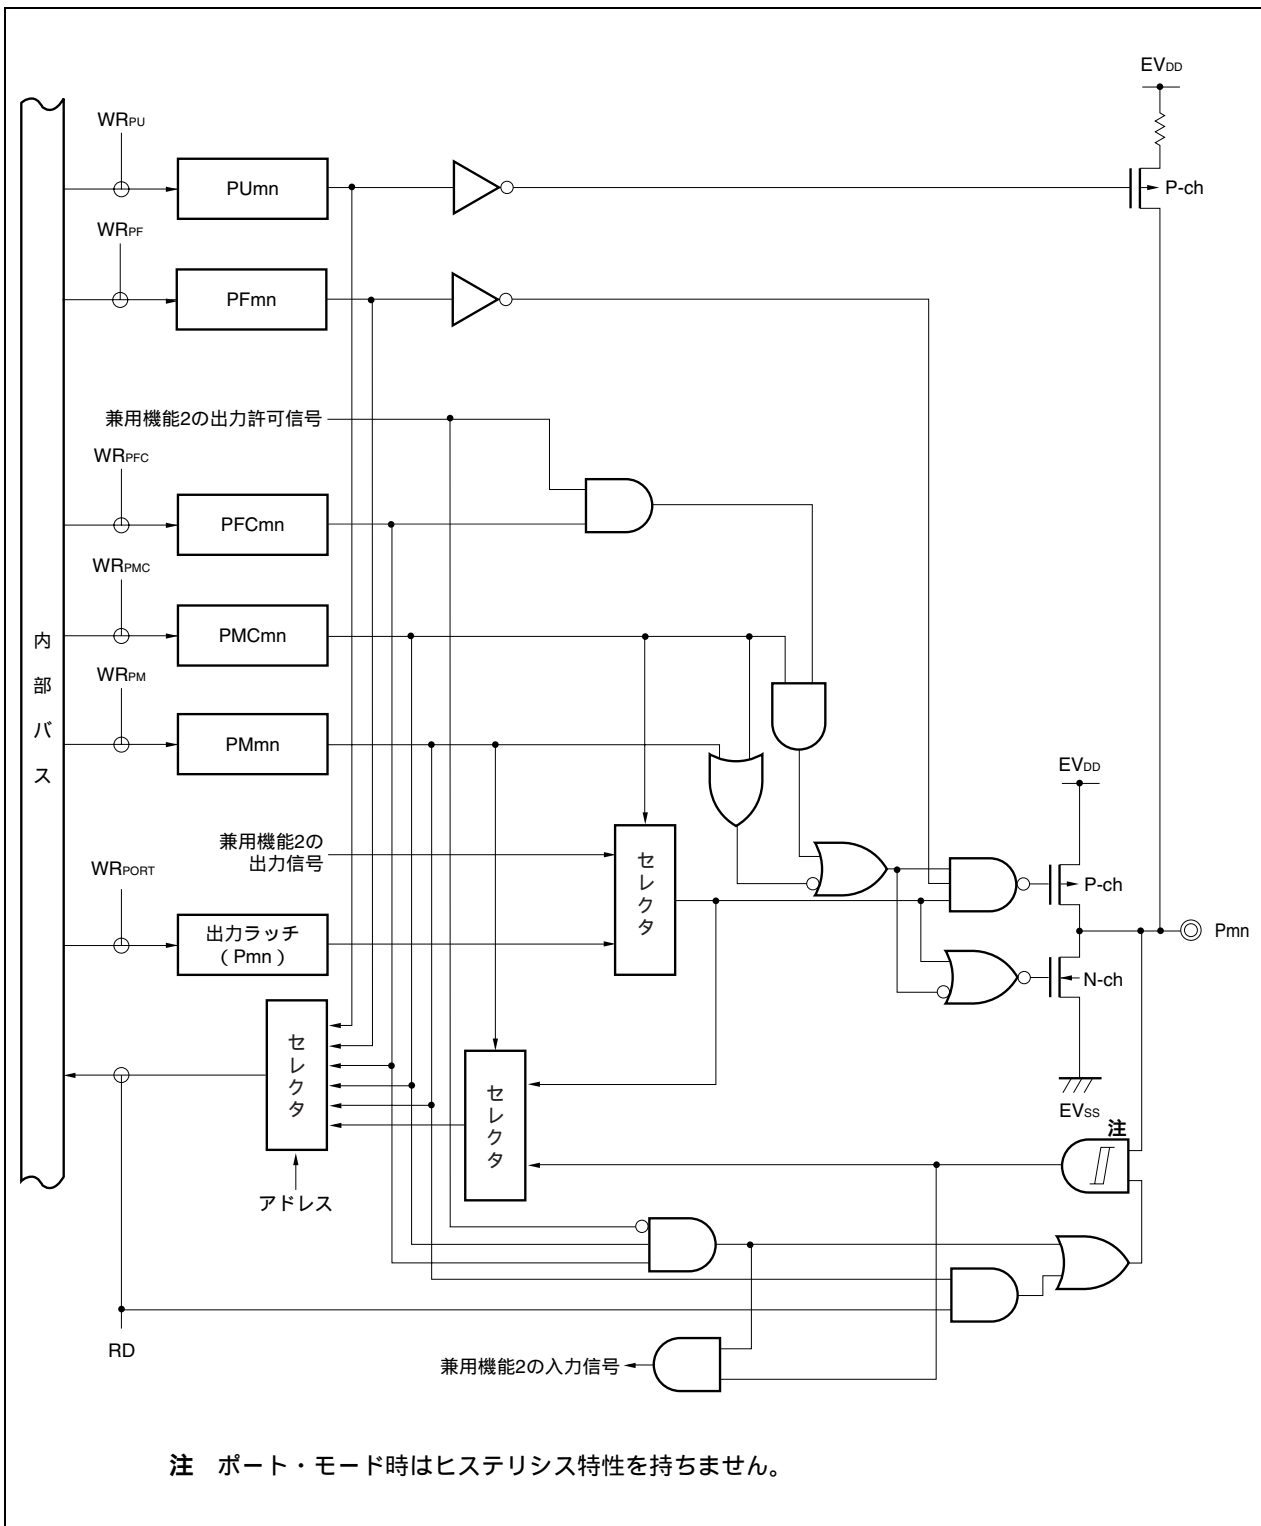 EVDD
WRPU
PUmn
P-ch
WRPF
PFmn
兼用機能2の出力許可信号
WRPFC
PFCmn
WRPMC
PMCmn
内部バス
WRPM
PMmn
EVDD
兼用機能2の
出力信号
セレクタ
WRPORT
P-ch
出力ラッチ
（Pmn）
Pmn
N-ch
セレクタ
セレクタ
EVSS
注
アドレス
RD
兼用機能2の入力信号
注　ポート・モード時はヒステリシス特性を持ちません。